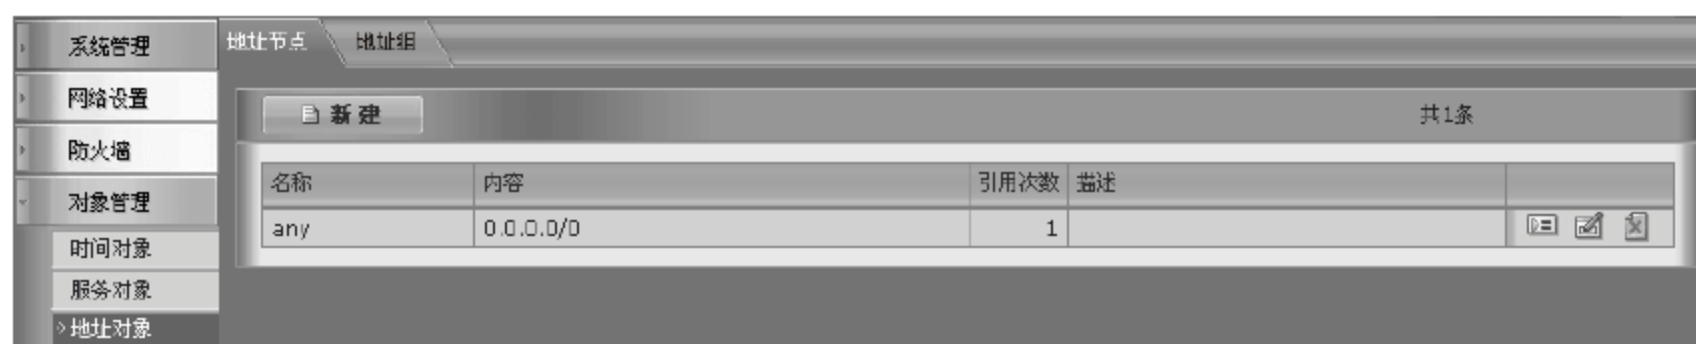 系统管理
网络设置
防火墙
对象管理
时间对象
服务对象
地址对象
地址节点 地址组
新建 共1条
名称 内容 引用次数 描述
any 0.0.0.0/0 1